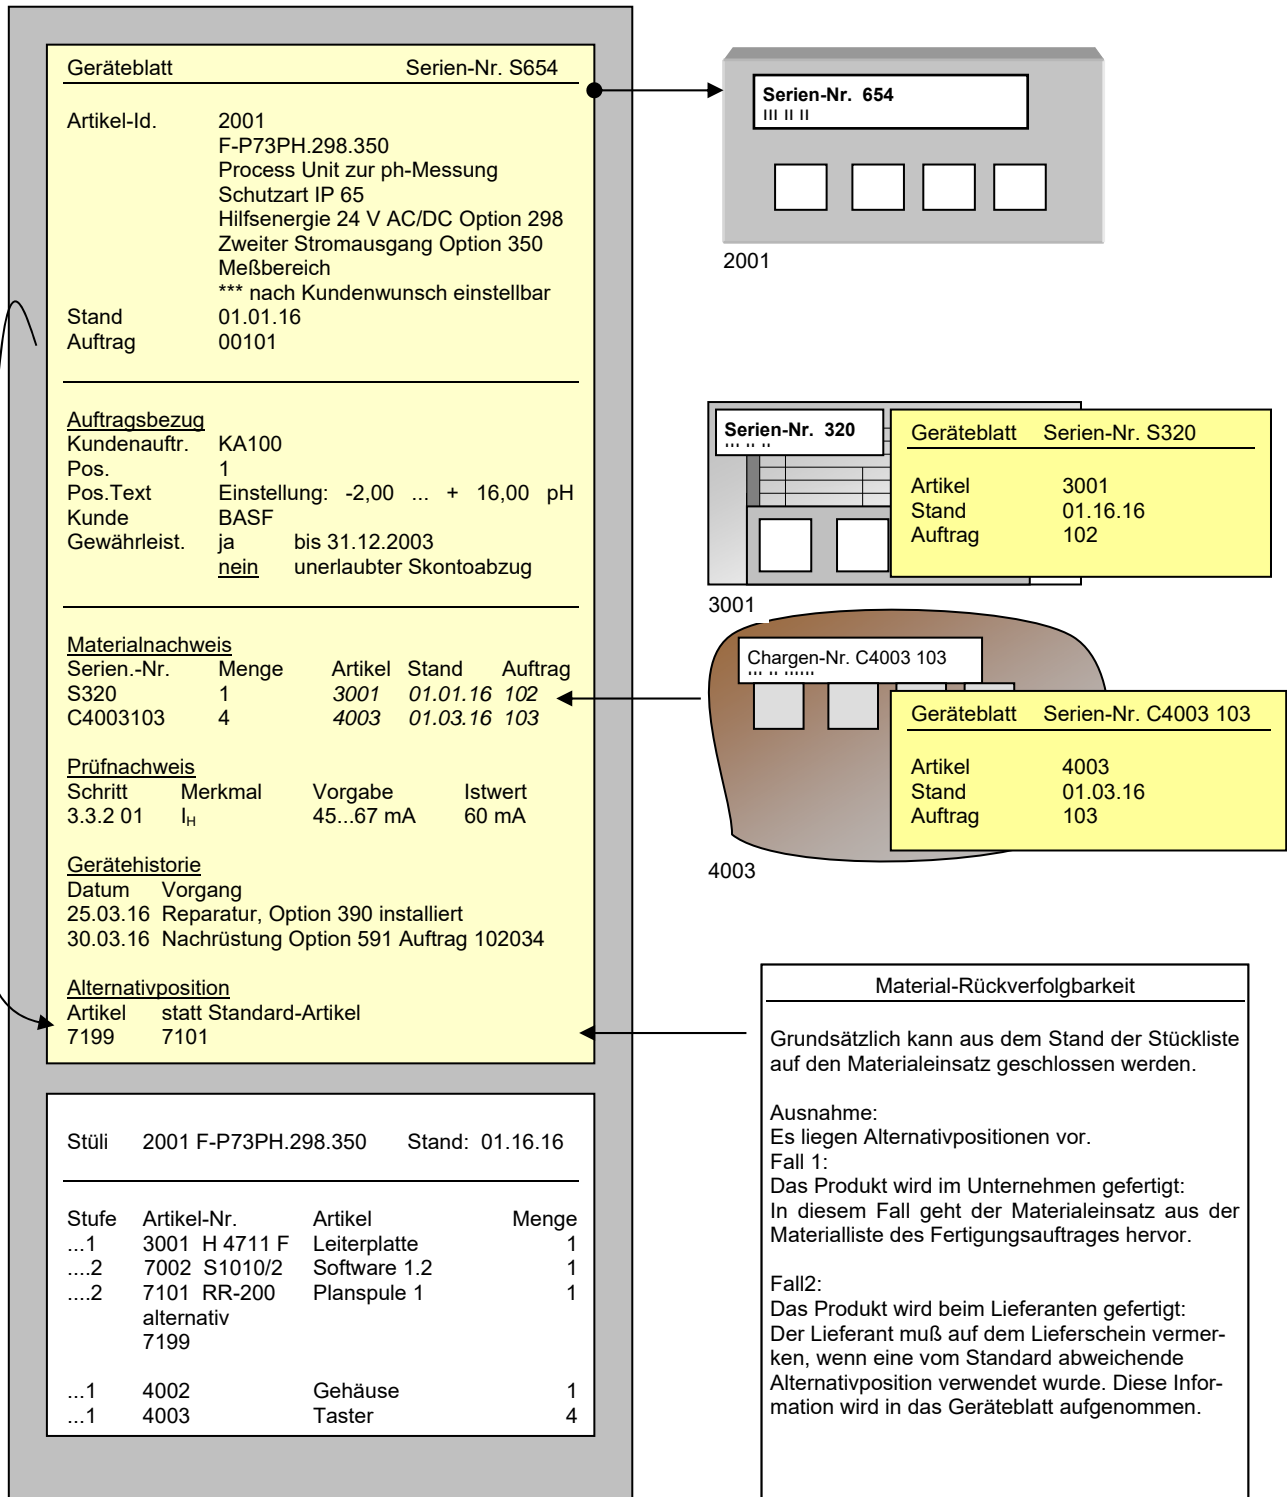 Geräteblatt Serien-Nr. S654
Artikel-Id. 2001
F-P73PH.298.350
Process Unit zur ph-Messung
Schutzart IP 65
Hilfsenergie 24 V AC/DC Option 298
Zweiter Stromausgang Option 350
Meßbereich
*** nach Kundenwunsch einstellbar
Stand 01.01.16
Auftrag 00101
Auftragsbezug
Kundenauftr. KA100
Pos. 1
Pos.Text Einstellung: -2,00 ... + 16,00 pH
Kunde BASF
Gewährleist. ja bis 31.12.2003
nein unerlaubter Skontoabzug
Materialnachweis
Serien.-Nr. Menge Artikel Stand Auftrag
S320 1 3001 01.01.16 102
C4003103 4 4003 01.03.16 103
Prüfnachweis
Schritt Merkmal Vorgabe Istwert
3.3.2 01 IH 45...67 mA 60 mA
Gerätehistorie
Datum Vorgang
25.03.16 Reparatur, Option 390 installiert
30.03.16 Nachrüstung Option 591 Auftrag 102034
Alternativposition
Artikel statt Standard-Artikel
7199 7101
Stüli 2001 F-P73PH.298.350 Stand: 01.16.16
Stufe Artikel-Nr. Artikel Menge
...1 3001 H 4711 F Leiterplatte 1
....2 7002 S1010/2 Software 1.2 1
....2 7101 RR-200 Planspule 1 1
alternativ
7199
...1 4002 Gehäuse 1
...1 4003 Taster 4
Serien-Nr. 654
2001
Serien-Nr. 320
Geräteblatt Serien-Nr. S320
Artikel 3001
Stand 01.16.16
Auftrag 102
3001
Chargen-Nr. C4003 103
Geräteblatt Serien-Nr. C4003 103
Artikel 4003
Stand 01.03.16
Auftrag 103
4003
Material-Rückverfolgbarkeit
Grundsätzlich kann aus dem Stand der Stückliste
auf den Materialeinsatz geschlossen werden.
Ausnahme:
Es liegen Alternativpositionen vor.
Fall 1:
Das Produkt wird im Unternehmen gefertigt:
In diesem Fall geht der Materialeinsatz aus der
Materialliste des Fertigungsauftrages hervor.
Fall2:
Das Produkt wird beim Lieferanten gefertigt:
Der Lieferant muß auf dem Lieferschein vermer-
ken, wenn eine vom Standard abweichende
Alternativposition verwendet wurde. Diese Infor-
mation wird in das Geräteblatt aufgenommen.